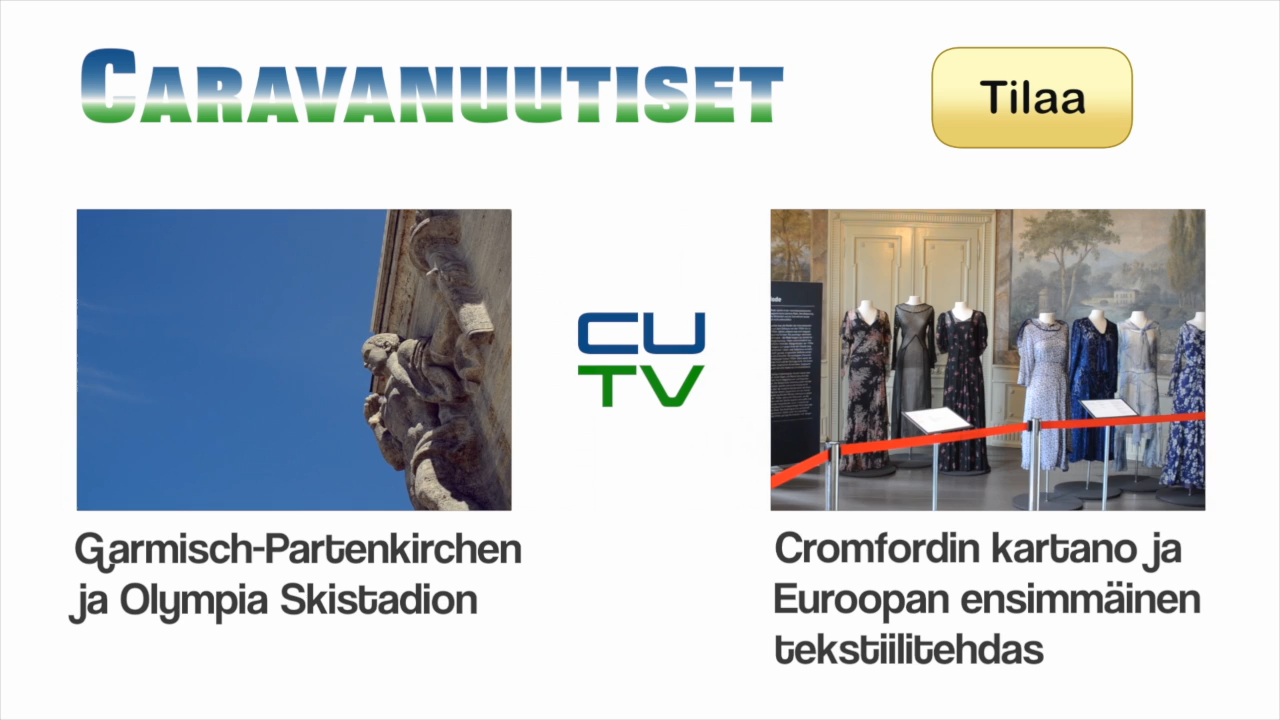 CARAVANUUTISET
Tilaa
CU
TV
Garmisch-Partenkirchen
ja Olympia Skistadion
Cromfordin kartano ja
Euroopan ensimmäinen
tekstiilitehdas